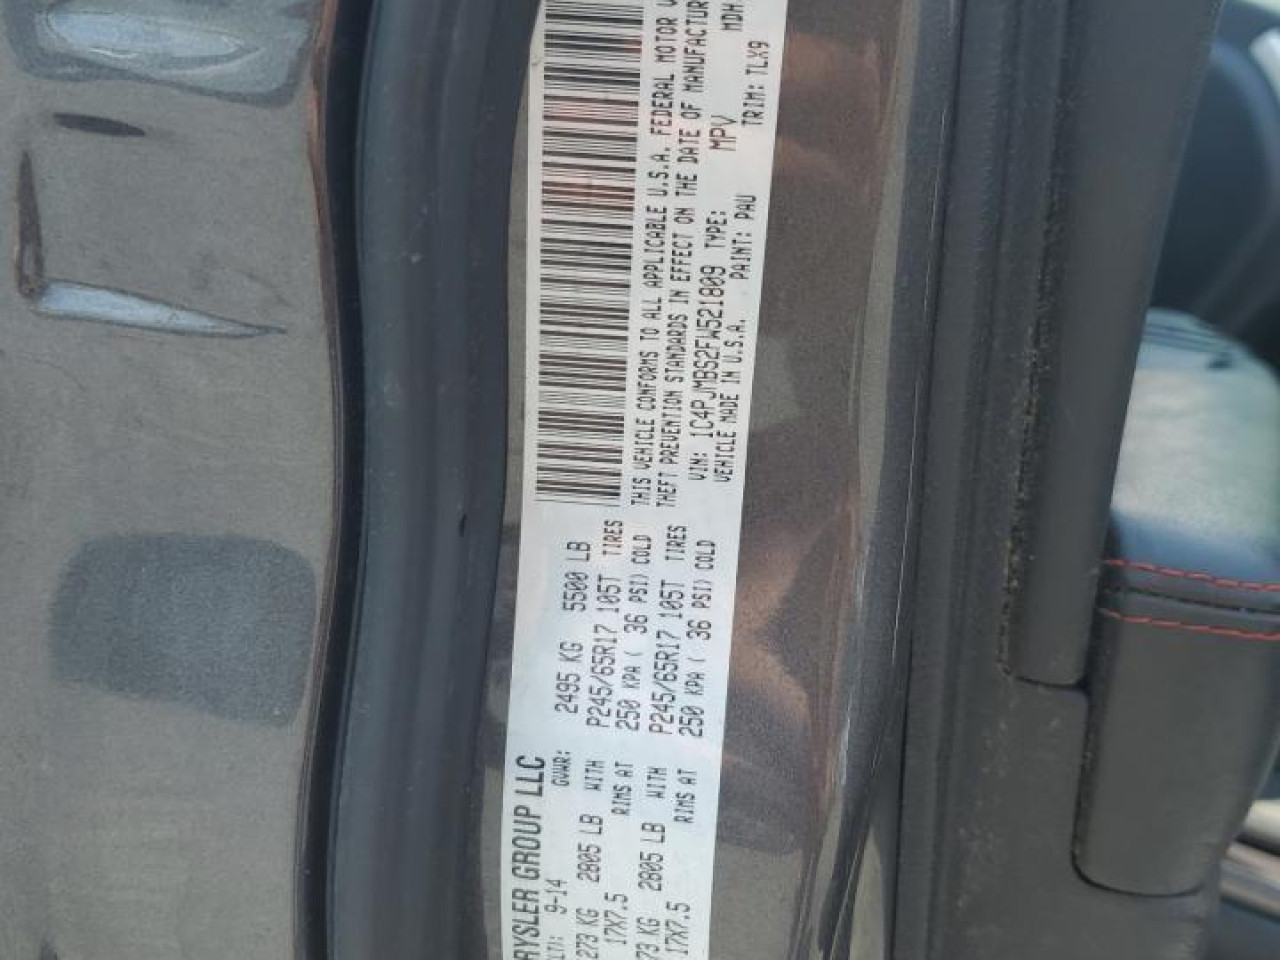 RYSLER GROUP LLC
LT): 9-14 GVWR: 2495 KG 5500 LB
273 KG 2805 LB WITH P245/65R17 105T TIRES
17X7.5 RIMS AT 250 KPA ( 36 PSI) COLD
73 KG 2805 LB WITH P245/65R17 105T TIRES
17X7.5 RIMS AT 250 KPA ( 36 PSI) COLD
THIS VEHICLE CONFORMS TO ALL APPLICABLE U.S.A. FEDERAL MOTOR V
THEFT PREVENTION STANDARDS IN EFFECT ON THE DATE OF MANUFACTUR
VIN: 1C4PJMBS2FW521809 TYPE: MPV MDH
VEHICLE MADE IN U.S.A. PAINT: PAU TRIM: TLX9